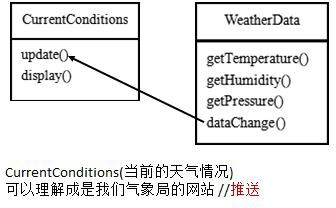 CurrentConditions
update()
display()
WeatherData
getTemperature()
getHumidity()
getPressure()
dataChange()
CurrentConditions(当前的天气情况)
可以理解成是我们气象局的网站 //推送